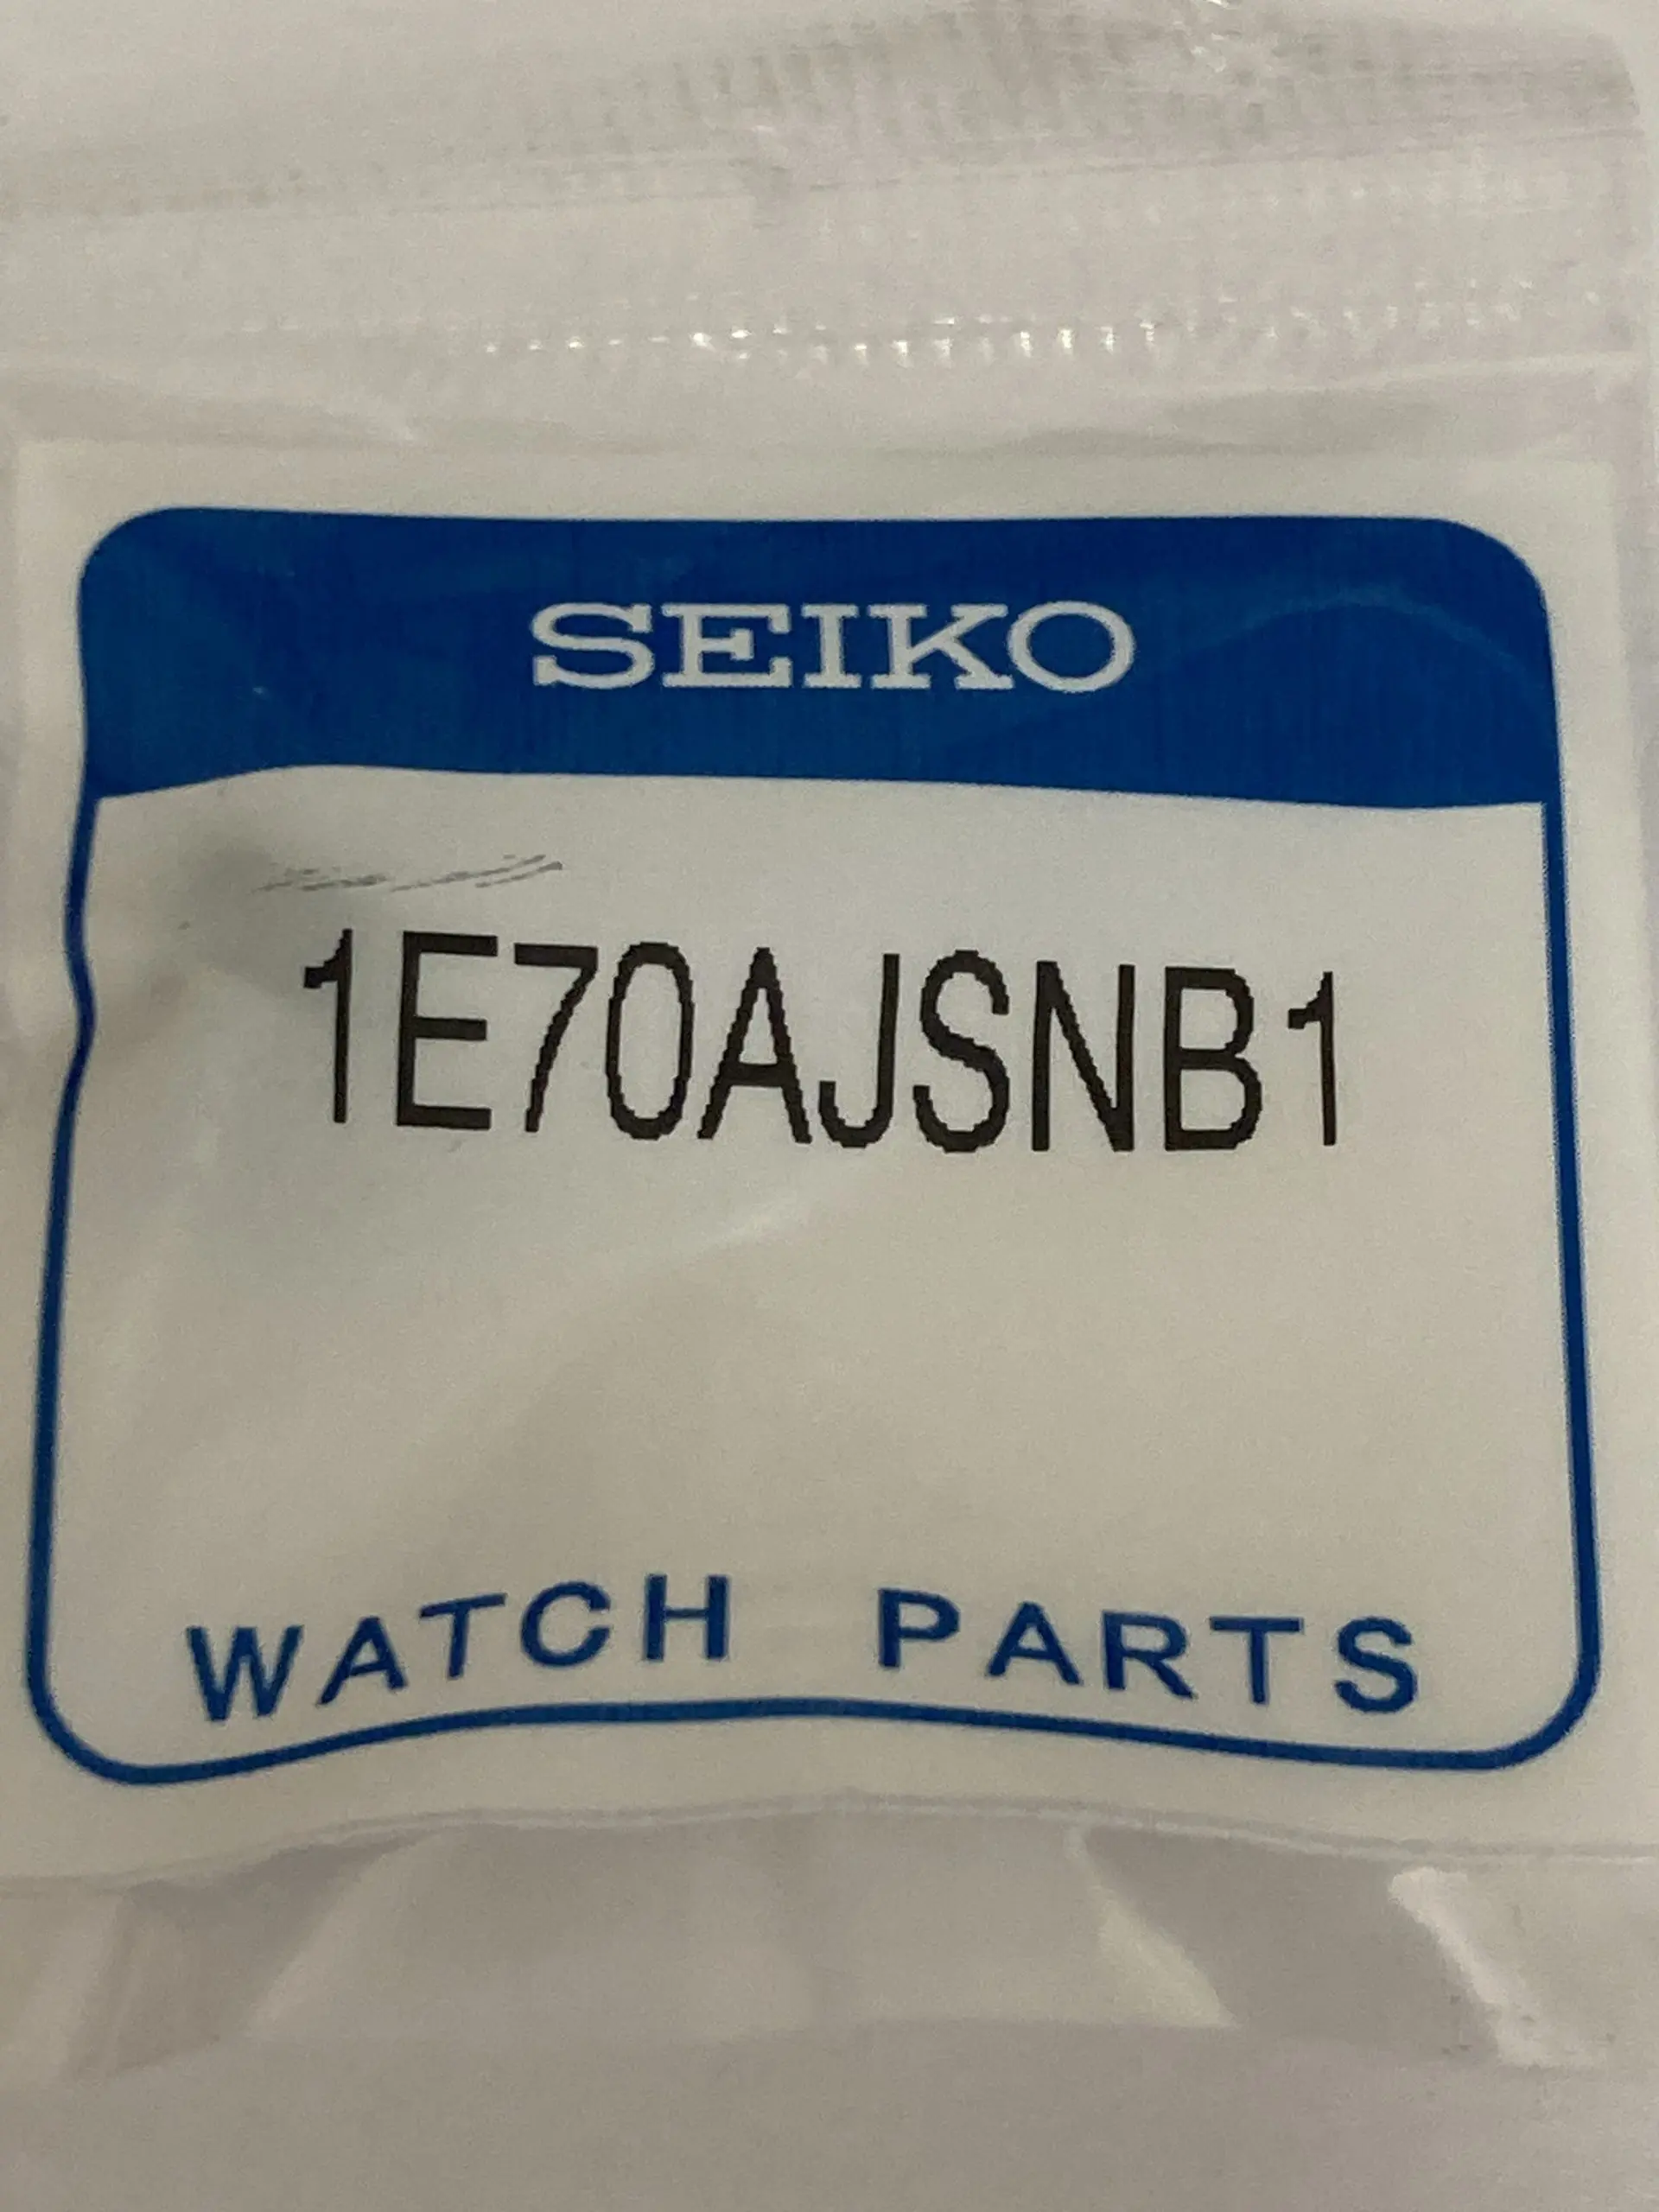 SEIKO
1E70AJSNB1
WATCH PARTS